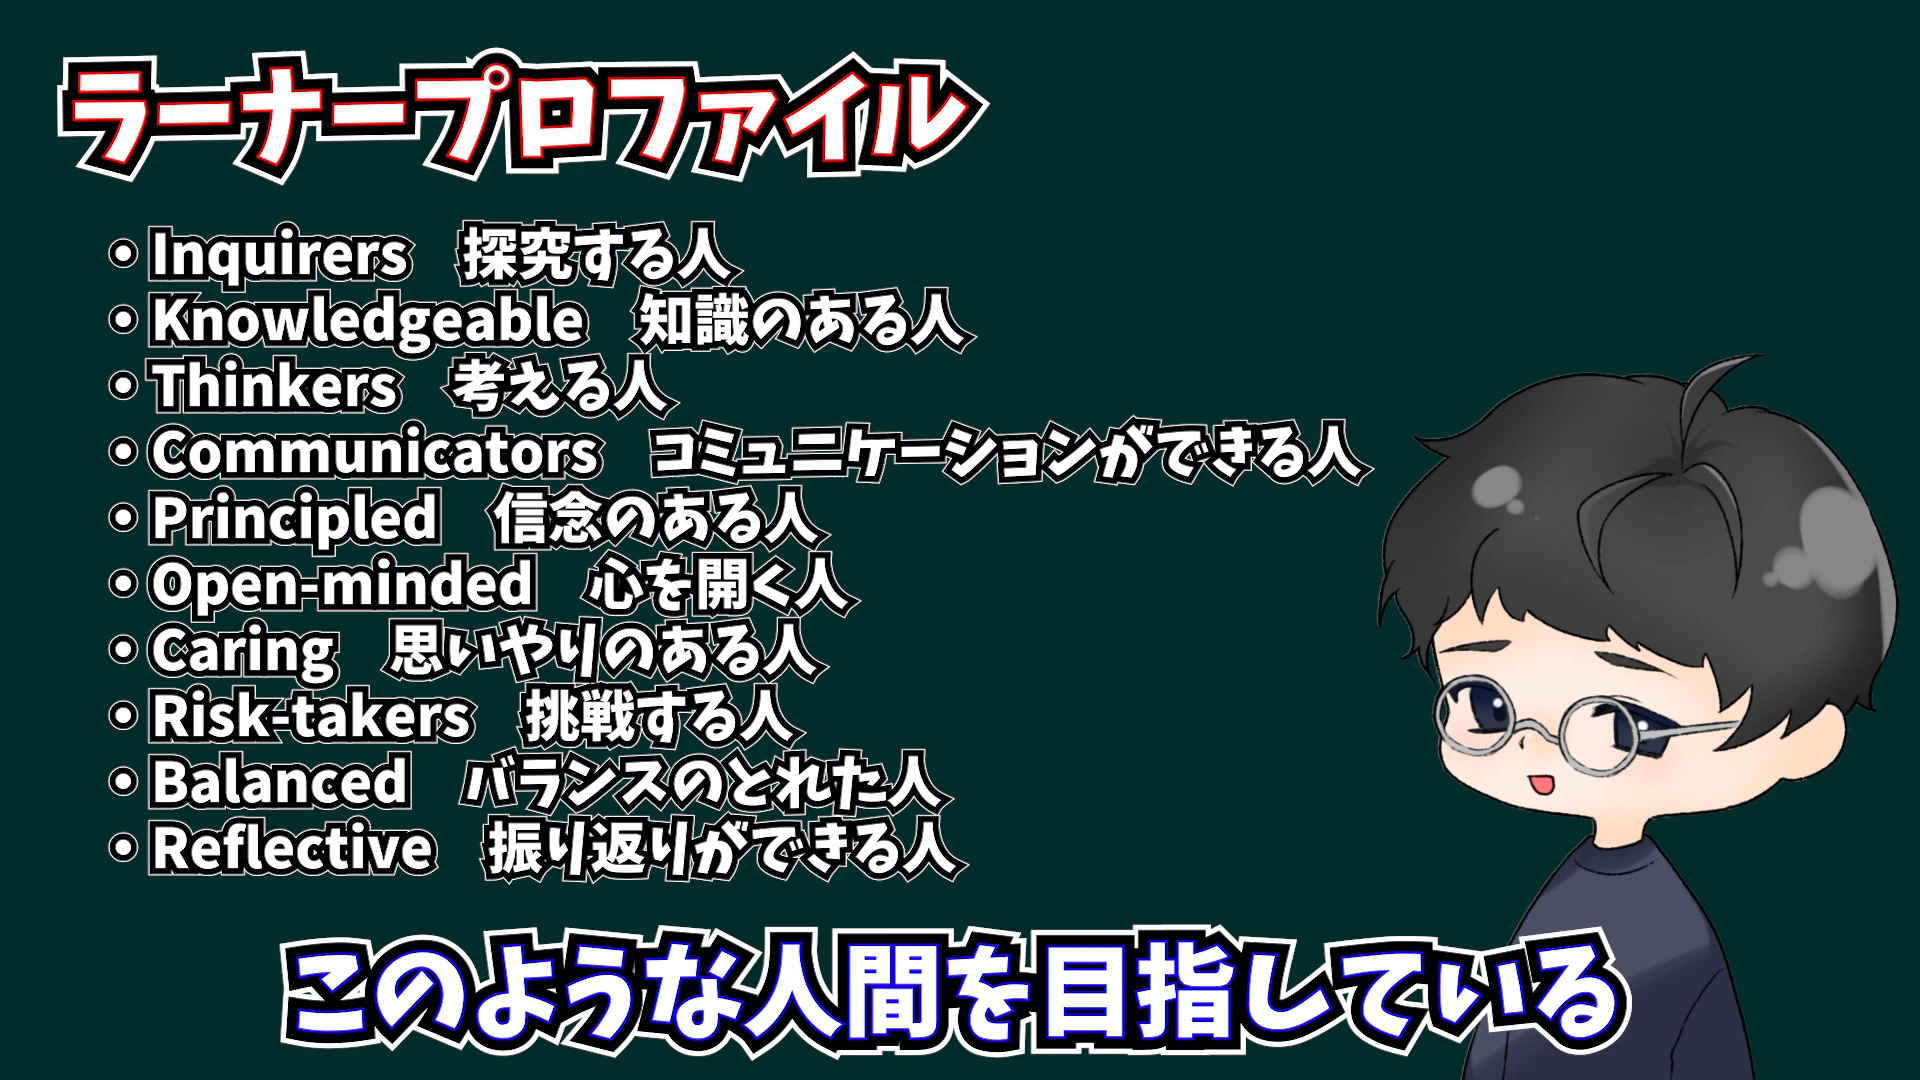 ラーナープロファイル
・Inquirers　探究する人
・Knowledgeable　知識のある人
・Thinkers　考える人
・Communicators　コミュニケーションができる人
・Principled　信念のある人
・Open-minded　心を開く人
・Caring　思いやりのある人
・Risk-takers　挑戦する人
・Balanced　バランスのとれた人
・Reflective　振り返りができる人
このような人間を目指している